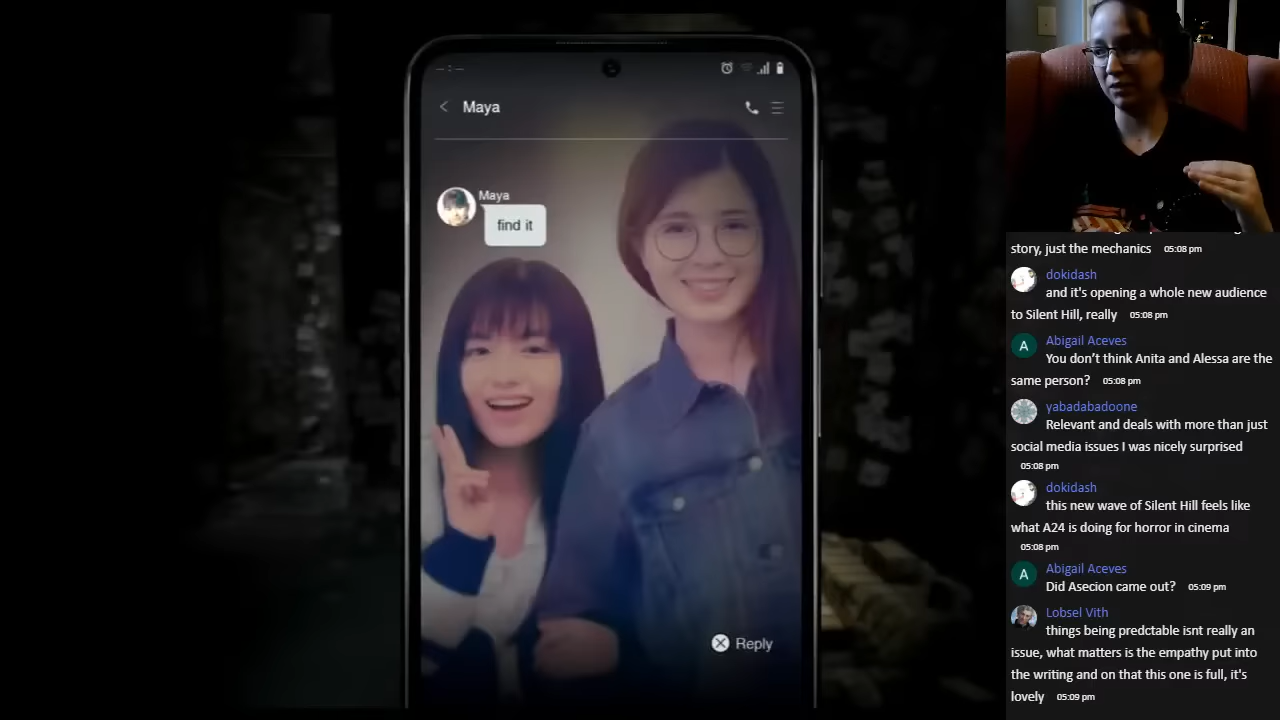 Maya
Maya
find it
Reply
story, just the mechanics 05:08 pm
dokidash
and it's opening a whole new audience
to Silent Hill, really 05:08 pm
A
Abigail Aceves
You don't think Anita and Alessa are the
same person? 05:08 pm
yabadabadoone
Relevant and deals with more than just
social media issues I was nicely surprised
05:08 pm
dokidash
this new wave of Silent Hill feels like
what A24 is doing for horror in cinema
05:08 pm
A
Abigail Aceves
Did Asecion came out? 05:09 pm
Lobsel Vith
things being predctable isnt really an
issue, what matters is the empathy put into
the writing and on that this one is full, it's
lovely 05:09 pm